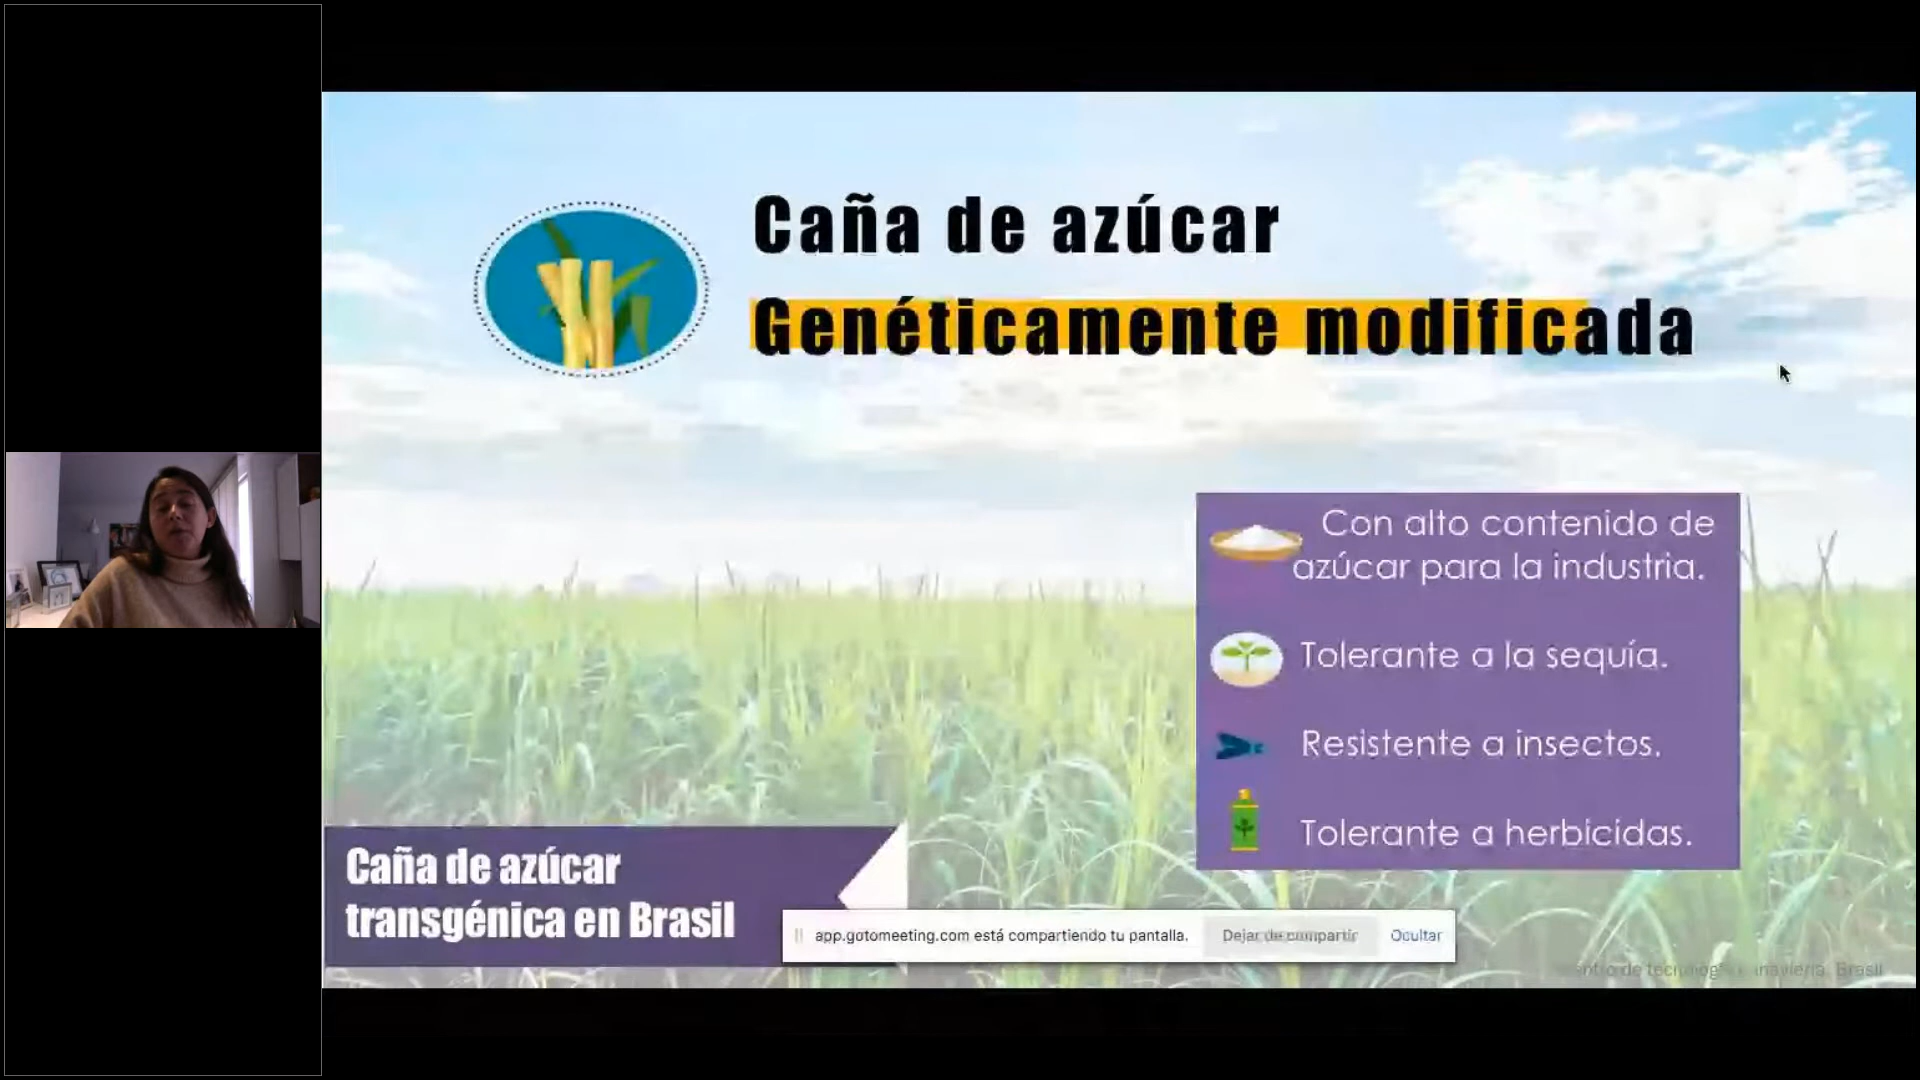 Caña de azúcar
Genéticamente modificada
Con alto contenido de
azúcar para la industria.
Tolerante a la sequía.
Resistente a insectos.
Tolerante a herbicidas.
Caña de azúcar
transgénica en Brasil
app.gotomeeting.com está compartiendo tu pantalla. Dejar de compartir Ocultar
de Brasil